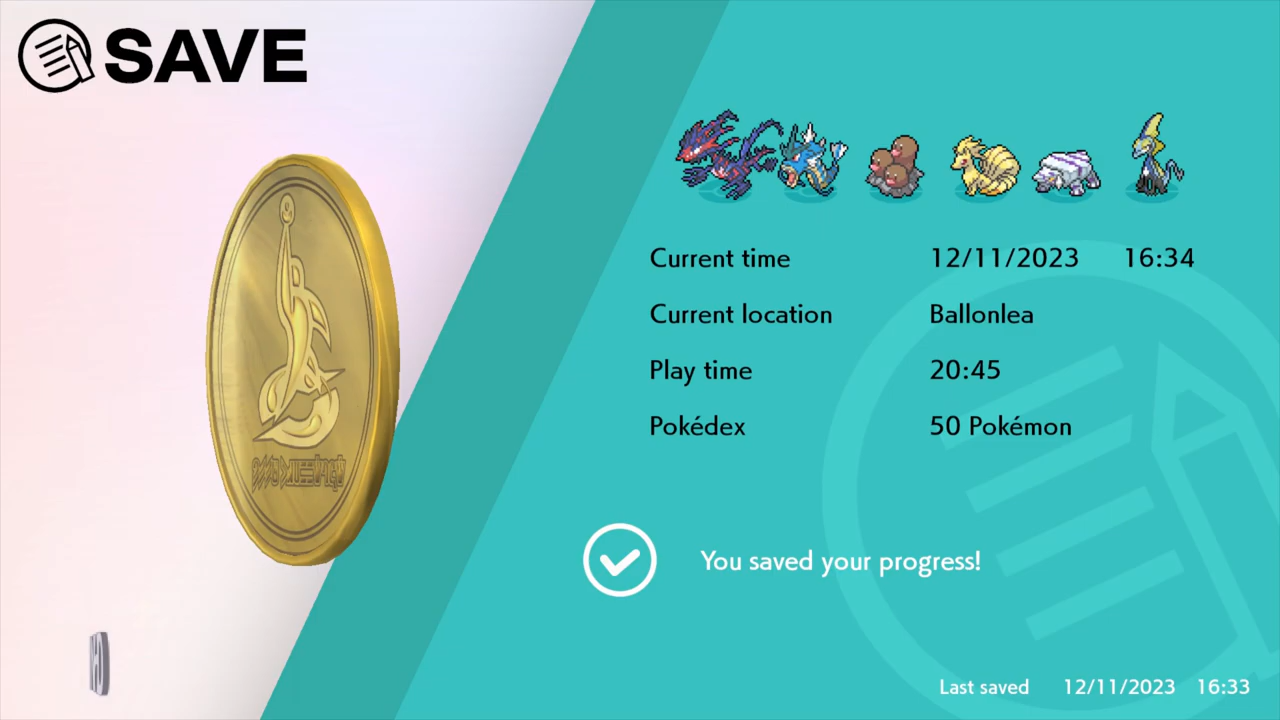 SAVE
Current time 12/11/2023 16:34
Current location Ballonlea
Play time 20:45
Pokédex 50 Pokémon
You saved your progress!
Last saved 12/11/2023 16:33